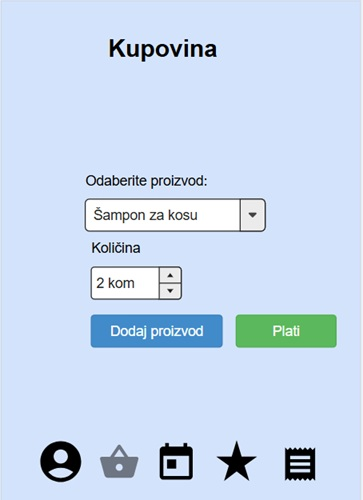 Kupovina
Odaberite proizvod:
Šampon za kosu
Količina
2 kom
Dodaj proizvod
Plati